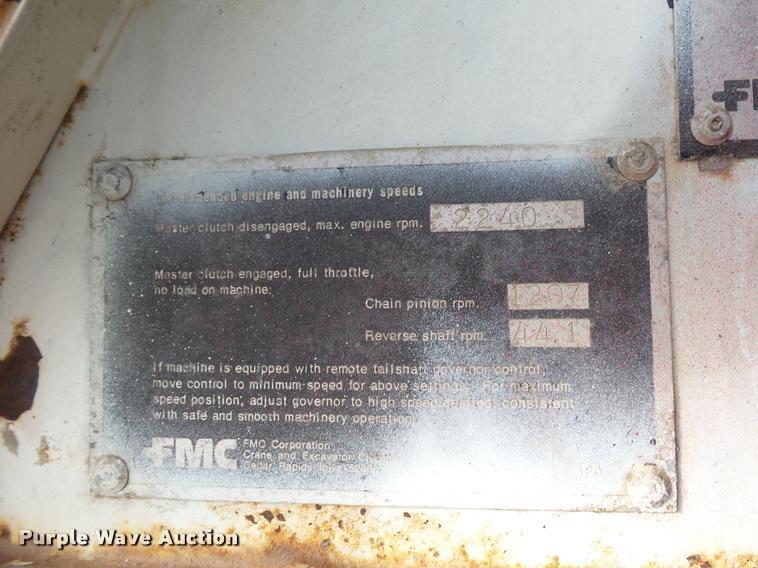 Recommended engine and machinery speeds
Master clutch disengaged, max. engine rpm. 2240
Master clutch engaged, full throttle,
no load on machine:
Chain pinion rpm. 1207
Reverse shaft rpm. 441
If machine is equipped with remote tailshaft governor control,
move control to minimum speed for above settings. For maximum
speed position, adjust governor to high speed desired, consistent
with safe and smooth machinery operation.
FMC
FMC Corporation
Crane and Excavator
Cedar Rapids, Iowa
Purple Wave Auction